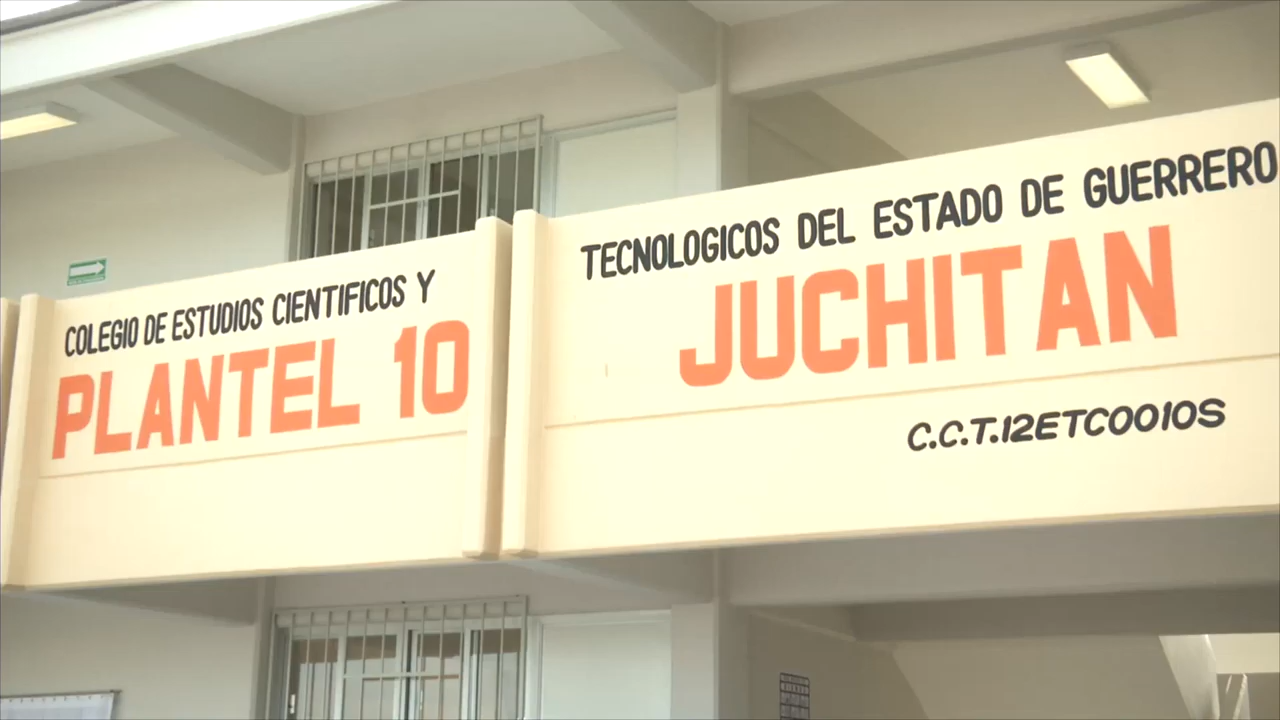 COLEGIO DE ESTUDIOS CIENTIFICOS Y
TECNOLOGICOS DEL ESTADO DE GUERRERO
PLANTEL 10
JUCHITAN
C.C.T.12ETC0010S